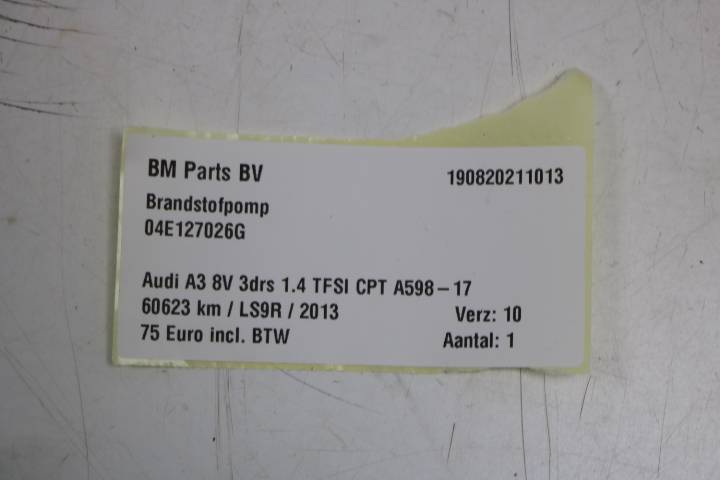 BM Parts BV 190820211013
Brandstofpomp
04E127026G
Audi A3 8V 3drs 1.4 TFSI CPT A598-17
60623 km / LS9R / 2013 Verz: 10
75 Euro incl. BTW Aantal: 1